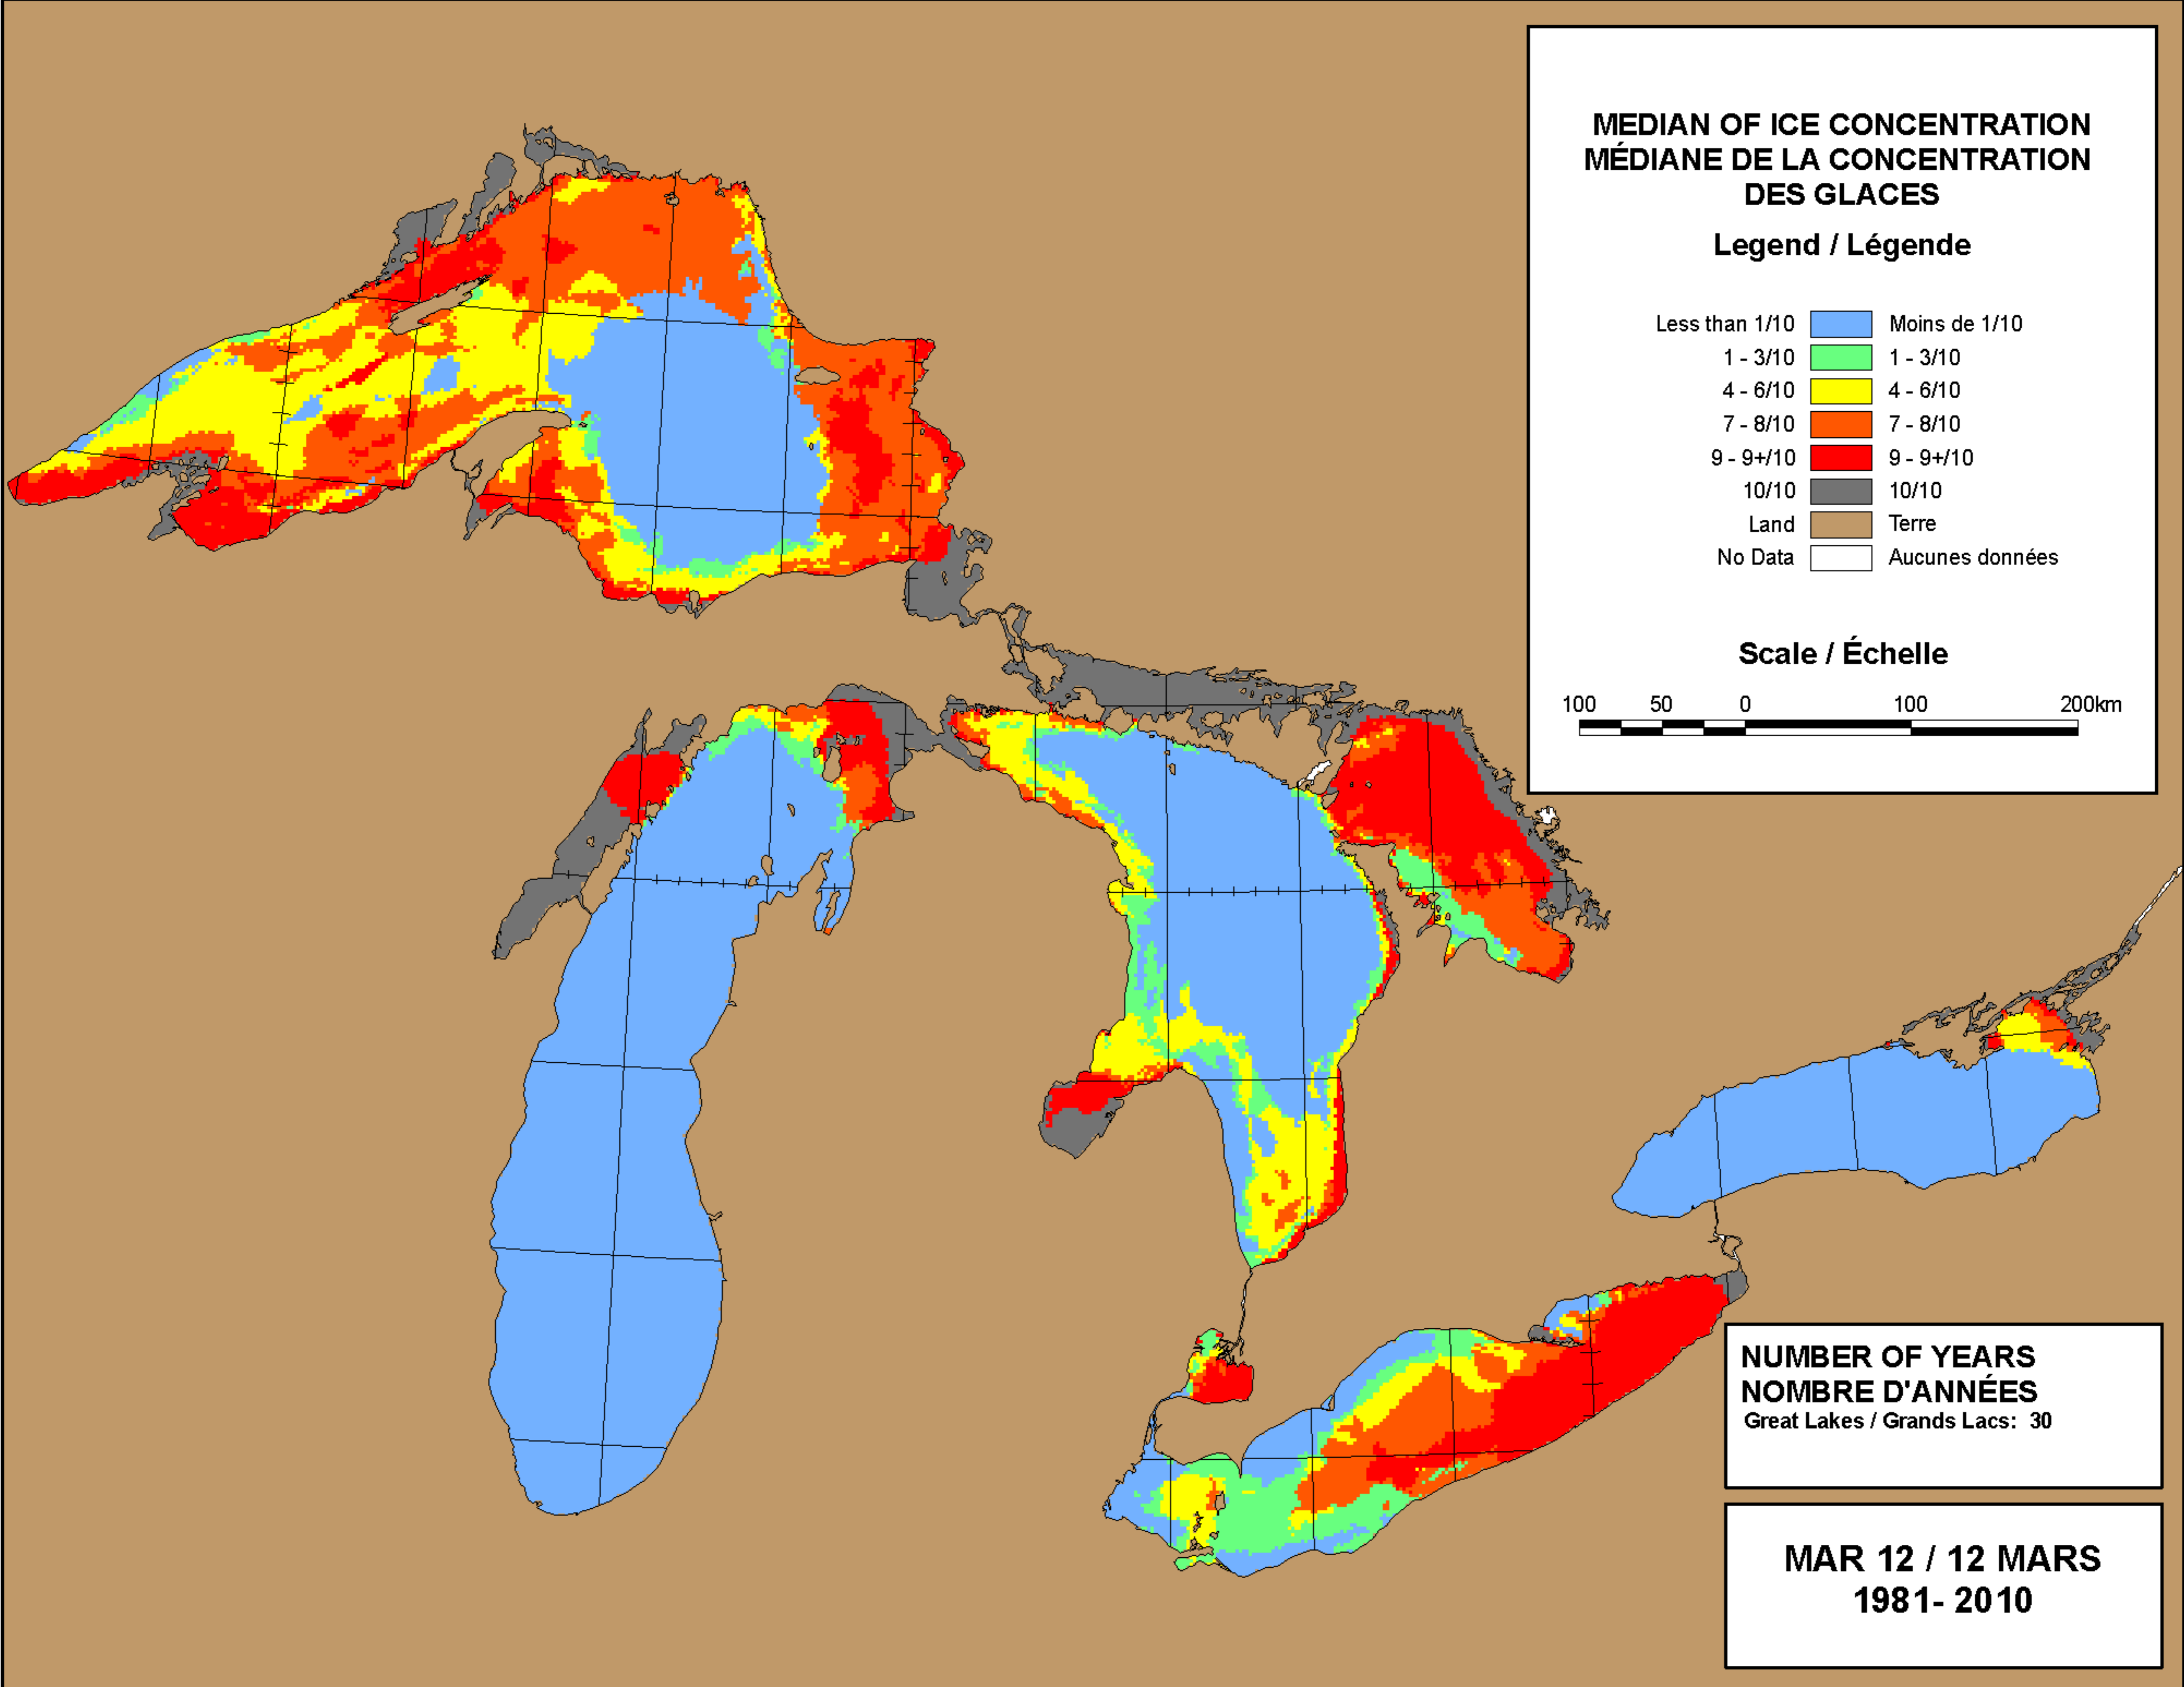 MEDIAN OF ICE CONCENTRATION
MÉDIANE DE LA CONCENTRATION
DES GLACES
Legend / Légende
Less than 1/10 Moins de 1/10
1 - 3/10 1 - 3/10
4 - 6/10 4 - 6/10
7 - 8/10 7 - 8/10
9 - 9+/10 9 - 9+/10
10/10 10/10
Land Terre
No Data Aucunes données
Scale / Échelle
100 50 0 100 200km
NUMBER OF YEARS
NOMBRE D'ANNÉES
Great Lakes / Grands Lacs: 30
MAR 12 / 12 MARS
1981- 2010